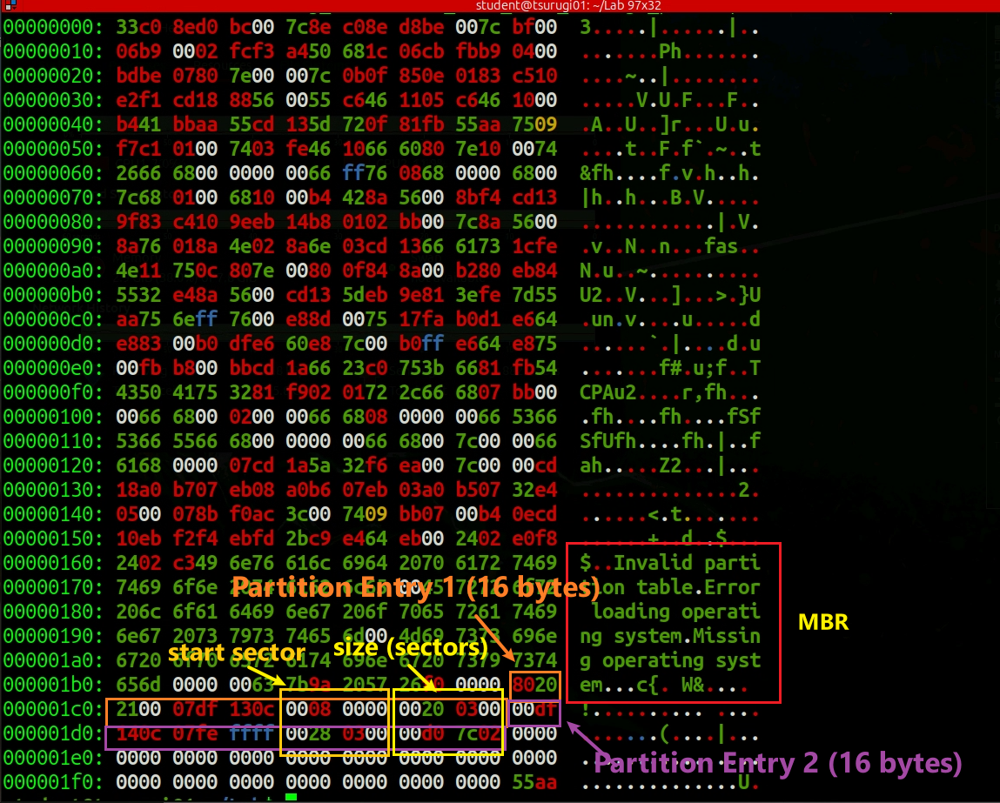 student@tsurugi01: ~/Lab 97x32
00000000: 33c0 8ed0 bc00 7c8e c08e d8be 007c bf00 3.....|......|..
00000010: 06b9 0002 fcf3 a450 681c 06cb fbb9 0400 .......Ph.......
00000020: bdbe 0780 7e00 007c 0b0f 850e 0183 c510 ....~..|........
00000030: e2f1 cd18 8856 0055 c646 1105 c646 1000 .....V.U.F...F..
00000040: b441 bbaa 55cd 135d 720f 81fb 55aa 7509 .A..U..]r...U.u.
00000050: f7c1 0100 7403 fe46 1066 6080 7e10 0074 ....t..F.f`.~..t
00000060: 2666 6800 0000 0066 ff76 0868 0000 6800 &fh....f.v.h..h.
00000070: 7c68 0100 6810 00b4 428a 5600 8bf4 cd13 |h..h...B.V.....
00000080: 9f83 c410 9eeb 14b8 0102 bb00 7c8a 5600 ............|.V.
00000090: 8a76 018a 4e02 8a6e 03cd 1366 6173 1cfe .v..N..n...fas..
000000a0: 4e11 750c 807e 0080 0f84 8a00 b280 eb84 N.u..~..........
000000b0: 5532 e48a 5600 cd13 5deb 9e81 3efe 7d55 U2..V...]...>.}U
000000c0: aa75 6eff 7600 e88d 0075 17fa b0d1 e664 .un.v....u.....d
000000d0: e883 00b0 dfe6 60e8 7c00 b0ff e664 e875 ......`.|....d.u
000000e0: 00fb b800 bbcd 1a66 23c0 753b 6681 fb54 .......f#.u;f..T
000000f0: 4350 4175 3281 f902 0172 2c66 6807 bb00 CPAu2....r,fh...
00000100: 0066 6800 0200 0066 6808 0000 0066 5366 .fh....fh....fSf
00000110: 5366 5566 6800 0000 0066 6800 7c00 0066 SfUfh....fh.|..f
00000120: 6168 0000 07cd 1a5a 32f6 ea00 7c00 00cd ah.....Z2...|...
00000130: 18a0 b707 eb08 a0b6 07eb 03a0 b507 32e4 ..............2.
00000140: 0500 078b f0ac 3c00 7409 bb07 00b4 0ecd ......<.t.......
00000150: 10eb f2f4 ebfd 2bc9 e464 eb00 2402 e0f8 ......+..d..$...
00000160: 2402 c349 6e76 616c 6964 2070 6172 7469 $..Invalid parti
00000170: 7469 6f6e tion table.Error
Partition Entry 1 (16 bytes)
00000180: 206c 6f61 6469 6e67 206f 7065 7261 7469 loading operati
00000190: 6e67 2073 7973 7465 6d00 4d69 7373 696e ng system.Missin
MBR
start sector
size (sectors)
000001a0: 6720 7379 7374 g operating syst
000001b0: 656d 0000 0063 7b9a 2057 0000 8020 em...c{. W&.....
000001c0: 2100 07df 130c 0008 0000 0020 0300 00df !.......... ....
000001d0: 140c 07fe ffff 0028 0300 00d0 7c02 0000 .......(....|...
000001e0: 0000 0000 0000 0000 0000 0000 0000 0000
Partition Entry 2 (16 bytes)
000001f0: 0000 0000 0000 0000 0000 0000 0000 55aa ..............U.